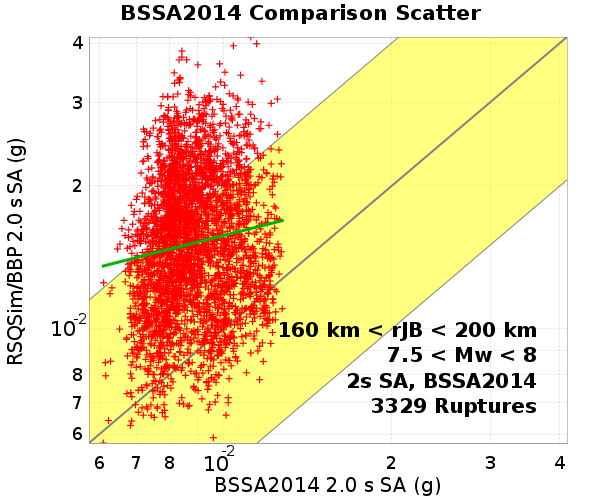 BSSA2014 Comparison Scatter
RSQSim/BBP 2.0 s SA (g)
4
3
2
10^-2
8
7
6
160 km < rJB < 200 km
7.5 < Mw < 8
2s SA, BSSA2014
3329 Ruptures
6 7 8 10^-2 2 3 4
BSSA2014 2.0 s SA (g)